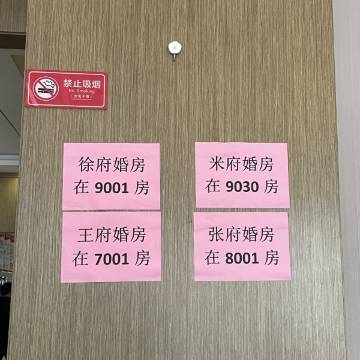 禁止吸烟
No Smoking
徐府婚房
在 9001 房
米府婚房
在 9030 房
王府婚房
在 7001 房
张府婚房
在 8001 房